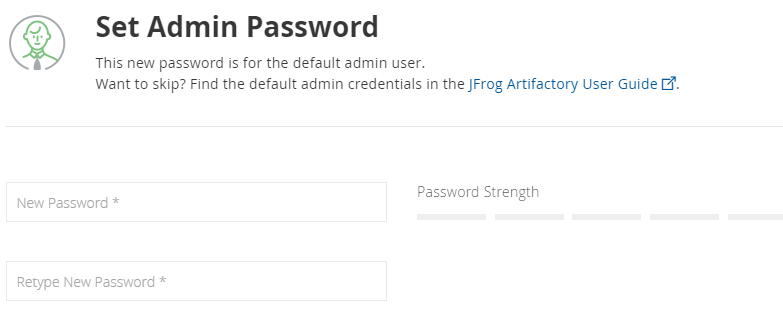 Set Admin Password
This new password is for the default admin user.
Want to skip? Find the default admin credentials in the JFrog Artifactory User Guide.
New Password *
Password Strength
Retype New Password *